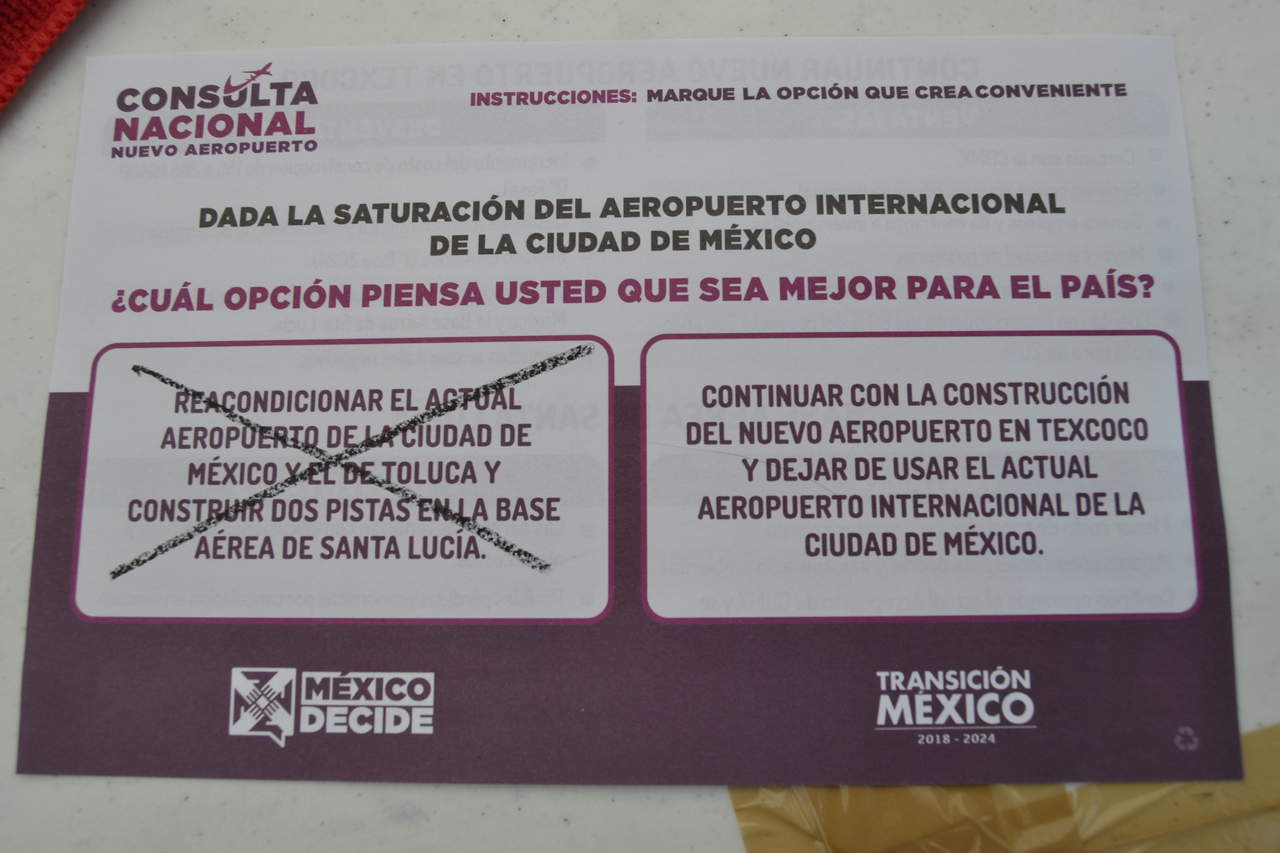 CONSULTA
NACIONAL
NUEVO AEROPUERTO
INSTRUCCIONES: MARQUE LA OPCIÓN QUE CREA CONVENIENTE
DADA LA SATURACIÓN DEL AEROPUERTO INTERNACIONAL
DE LA CIUDAD DE MÉXICO
¿CUÁL OPCIÓN PIENSA USTED QUE SEA MEJOR PARA EL PAÍS?
REACONDICIONAR EL ACTUAL
AEROPUERTO DE LA CIUDAD DE
MÉXICO Y EL DE TOLUCA Y
CONSTRUIR DOS PISTAS EN LA BASE
AÉREA DE SANTA LUCÍA.
CONTINUAR CON LA CONSTRUCCIÓN
DEL NUEVO AEROPUERTO EN TEXCOCO
Y DEJAR DE USAR EL ACTUAL
AEROPUERTO INTERNACIONAL DE LA
CIUDAD DE MÉXICO.
MÉXICO
DECIDE
TRANSICIÓN
MÉXICO
2018 - 2024